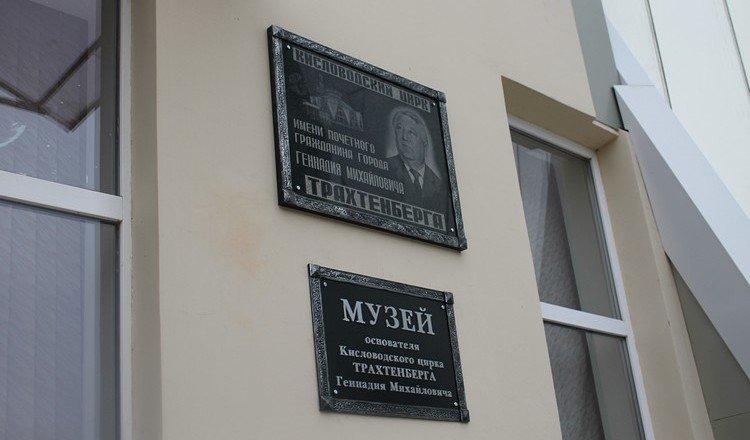 КИСЛОВОДСКИЙ ЦИРК
ИМЕНИ ПОЧЕТНОГО
ГРАЖДАНИНА ГОРОДА
ГЕННАДИЯ МИХАЙЛОВИЧА
ТРАХТЕНБЕРГА
МУЗЕЙ
основателя
Кисловодского цирка
ТРАХТЕНБЕРГА
Геннадия Михайловича